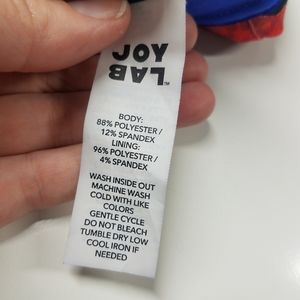 JOY
LAB™
BODY:
88% POLYESTER /
12% SPANDEX
LINING:
96% POLYESTER /
4% SPANDEX
WASH INSIDE OUT
MACHINE WASH
COLD WITH LIKE
COLORS
GENTLE CYCLE
DO NOT BLEACH
TUMBLE DRY LOW
COOL IRON IF
NEEDED